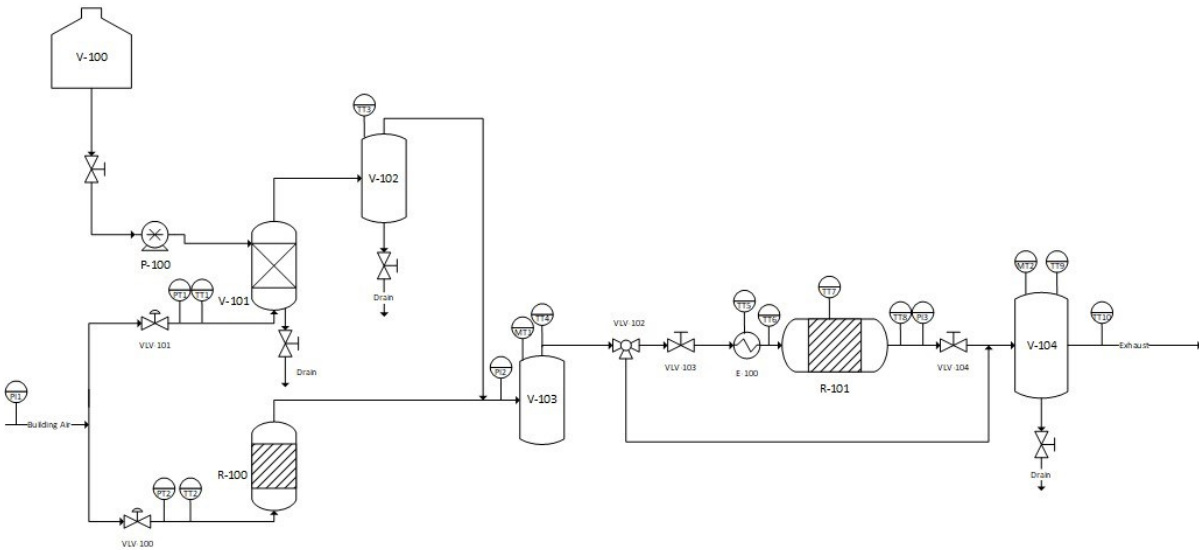 V-100
TT3
V-102
P-100
PT1
TT1
V-101
VLV-101
Drain
Drain
PI1
Building Air
R-100
PT2
TT2
VLV-100
MT1
TT4
PI2
V-103
VLV-102
VLV-103
TT5
TT6
E-100
TT7
R-101
TT8
PI3
VLV-104
MT2
TT9
V-104
TT10
Exhaust
Drain